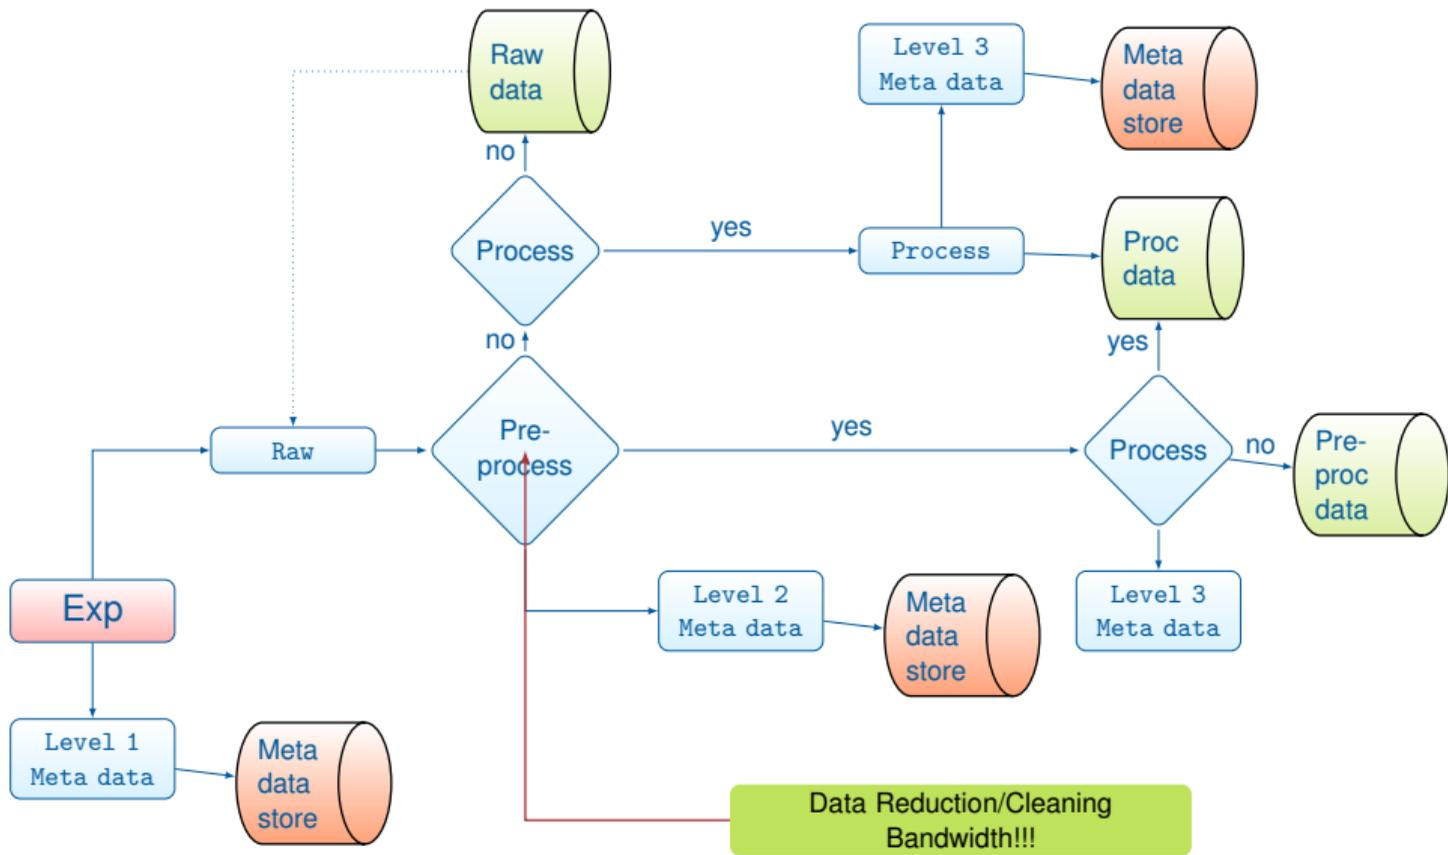 Raw
data
Level 3
Meta data
Meta
data
store
no
Process
yes
Process
Proc
data
no
yes
Raw
Pre-
process
yes
Process
no
Pre-
proc
data
Exp
Level 2
Meta data
Meta
data
store
Level 3
Meta data
Level 1
Meta data
Meta
data
store
Data Reduction/Cleaning
Bandwidth!!!